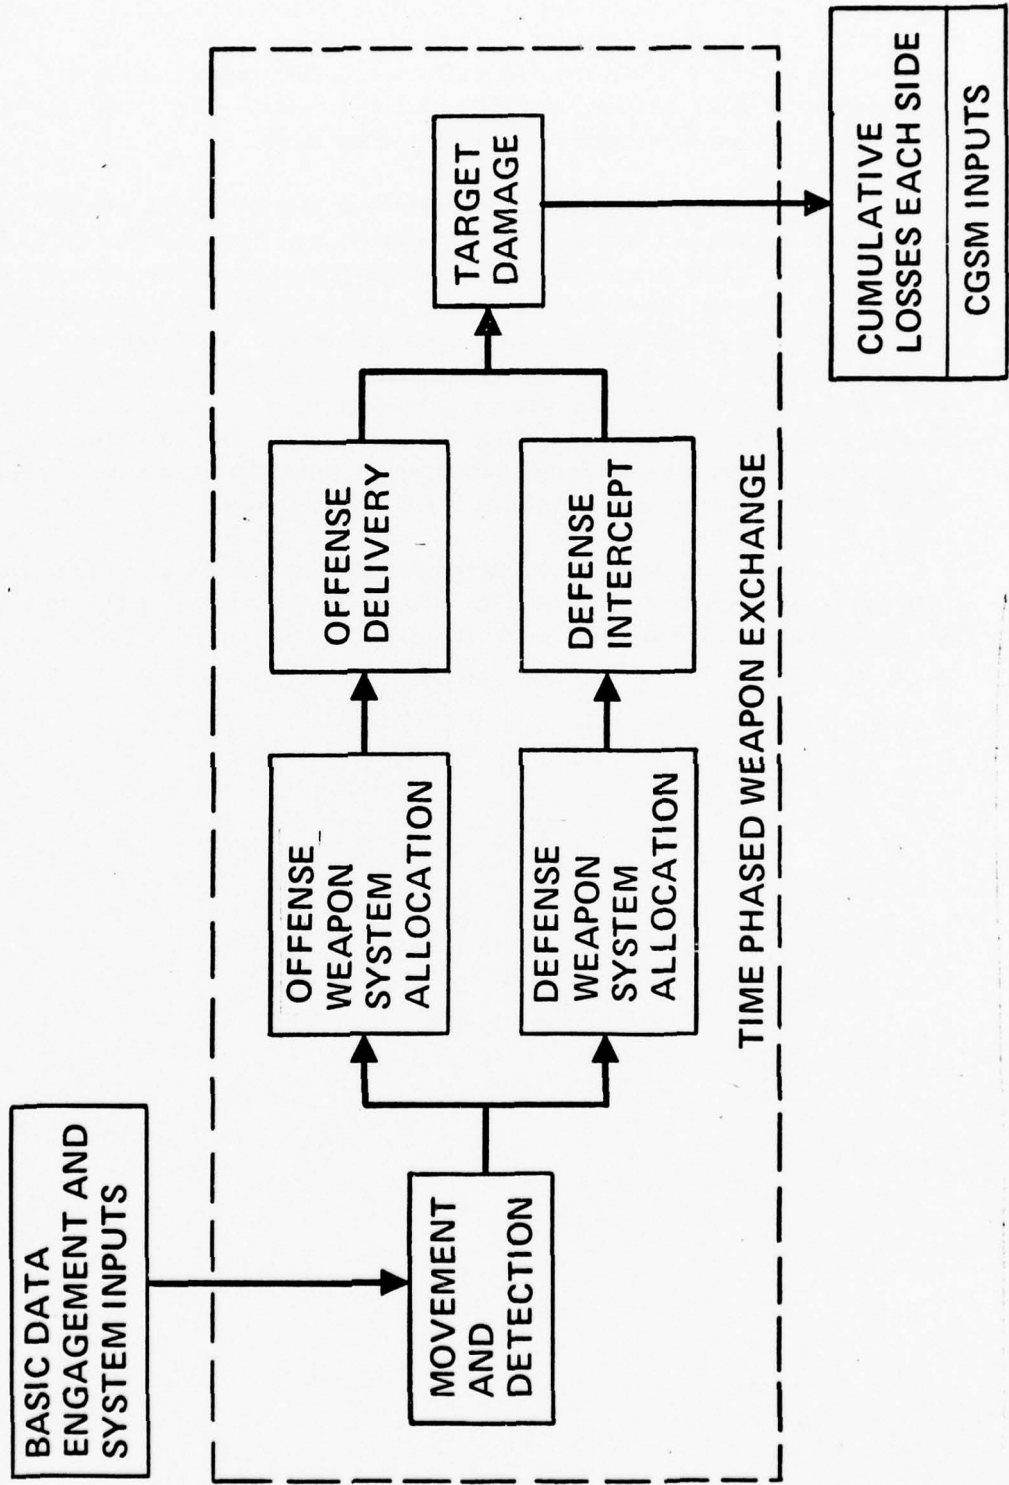 BASIC DATA
ENGAGEMENT AND
SYSTEM INPUTS
MOVEMENT
AND
DETECTION
OFFENSE
WEAPON
SYSTEM
ALLOCATION
OFFENSE
DELIVERY
DEFENSE
WEAPON
SYSTEM
ALLOCATION
DEFENSE
INTERCEPT
TARGET
DAMAGE
TIME PHASED WEAPON EXCHANGE
CUMULATIVE
LOSSES EACH SIDE
CGSM INPUTS